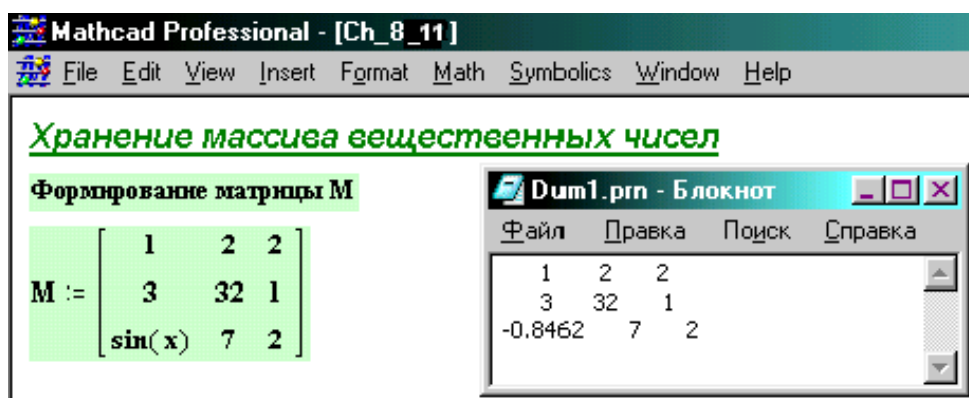 Mathcad Professional - [Ch_8_11]
File Edit View Insert Format Math Symbolics Window Help
Хранение массива вещественных чисел
Формирование матрицы M
M := 1 2 2
3 32 1
sin(x) 7 2
Dum1.prn - Блокнот
Файл Правка Поиск Справка
1 2 2
3 32 1
-0.8462 7 2